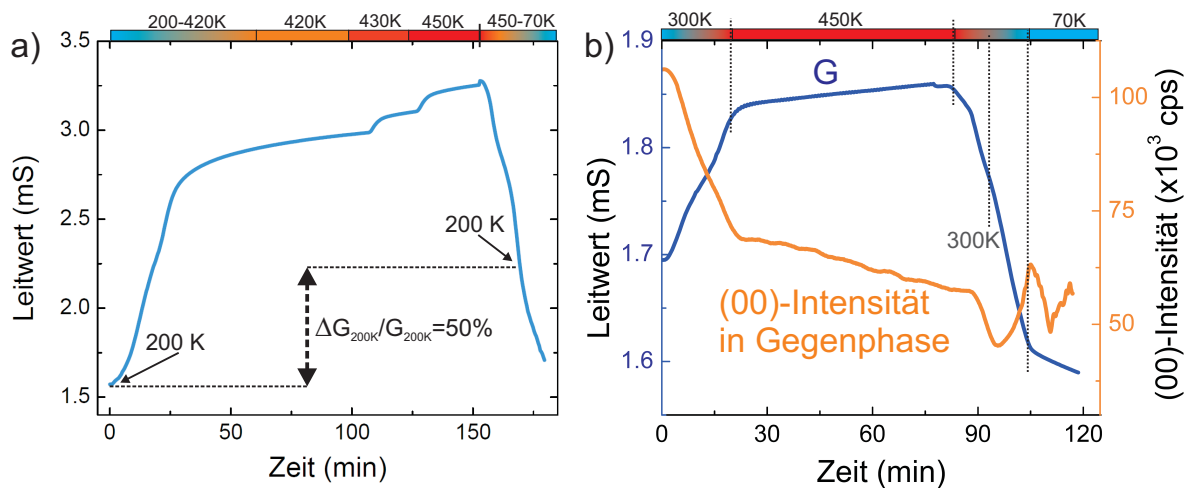 a)
200-420K 420K 430K 450K 450-70K
3.5
3.0
2.5
2.0
1.5
Leitwert (mS)
200 K
200 K
ΔG200K/G200K=50%
0 50 100 150
Zeit (min)
b)
300K 450K 70K
1.9
1.8
1.7
1.6
Leitwert (mS)
G
300K
(00)-Intensität
in Gegenphase
100
75
50
(00)-Intensität (x10³ cps)
0 30 60 90 120
Zeit (min)